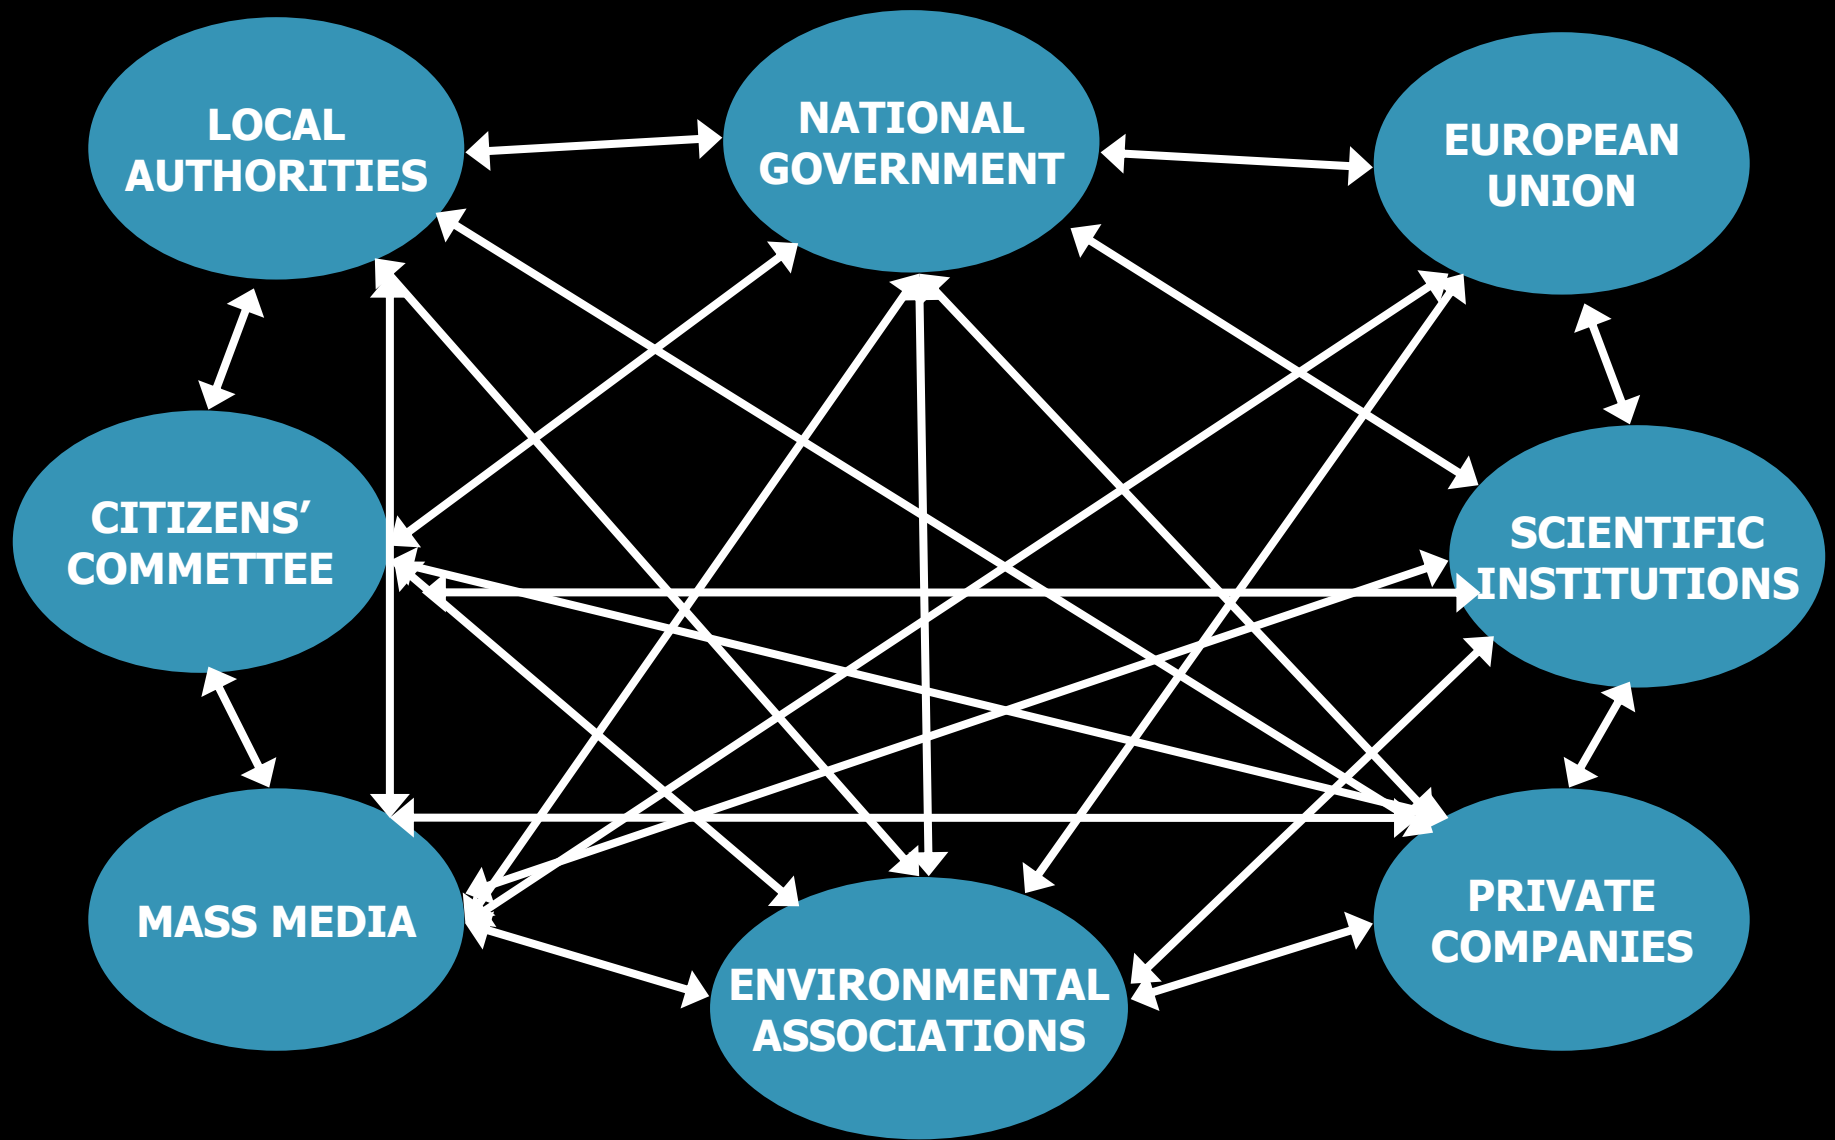 LOCAL
AUTHORITIES
NATIONAL
GOVERNMENT
EUROPEAN
UNION
CITIZENS’
COMMETTEE
SCIENTIFIC
INSTITUTIONS
MASS MEDIA
ENVIRONMENTAL
ASSOCIATIONS
PRIVATE
COMPANIES